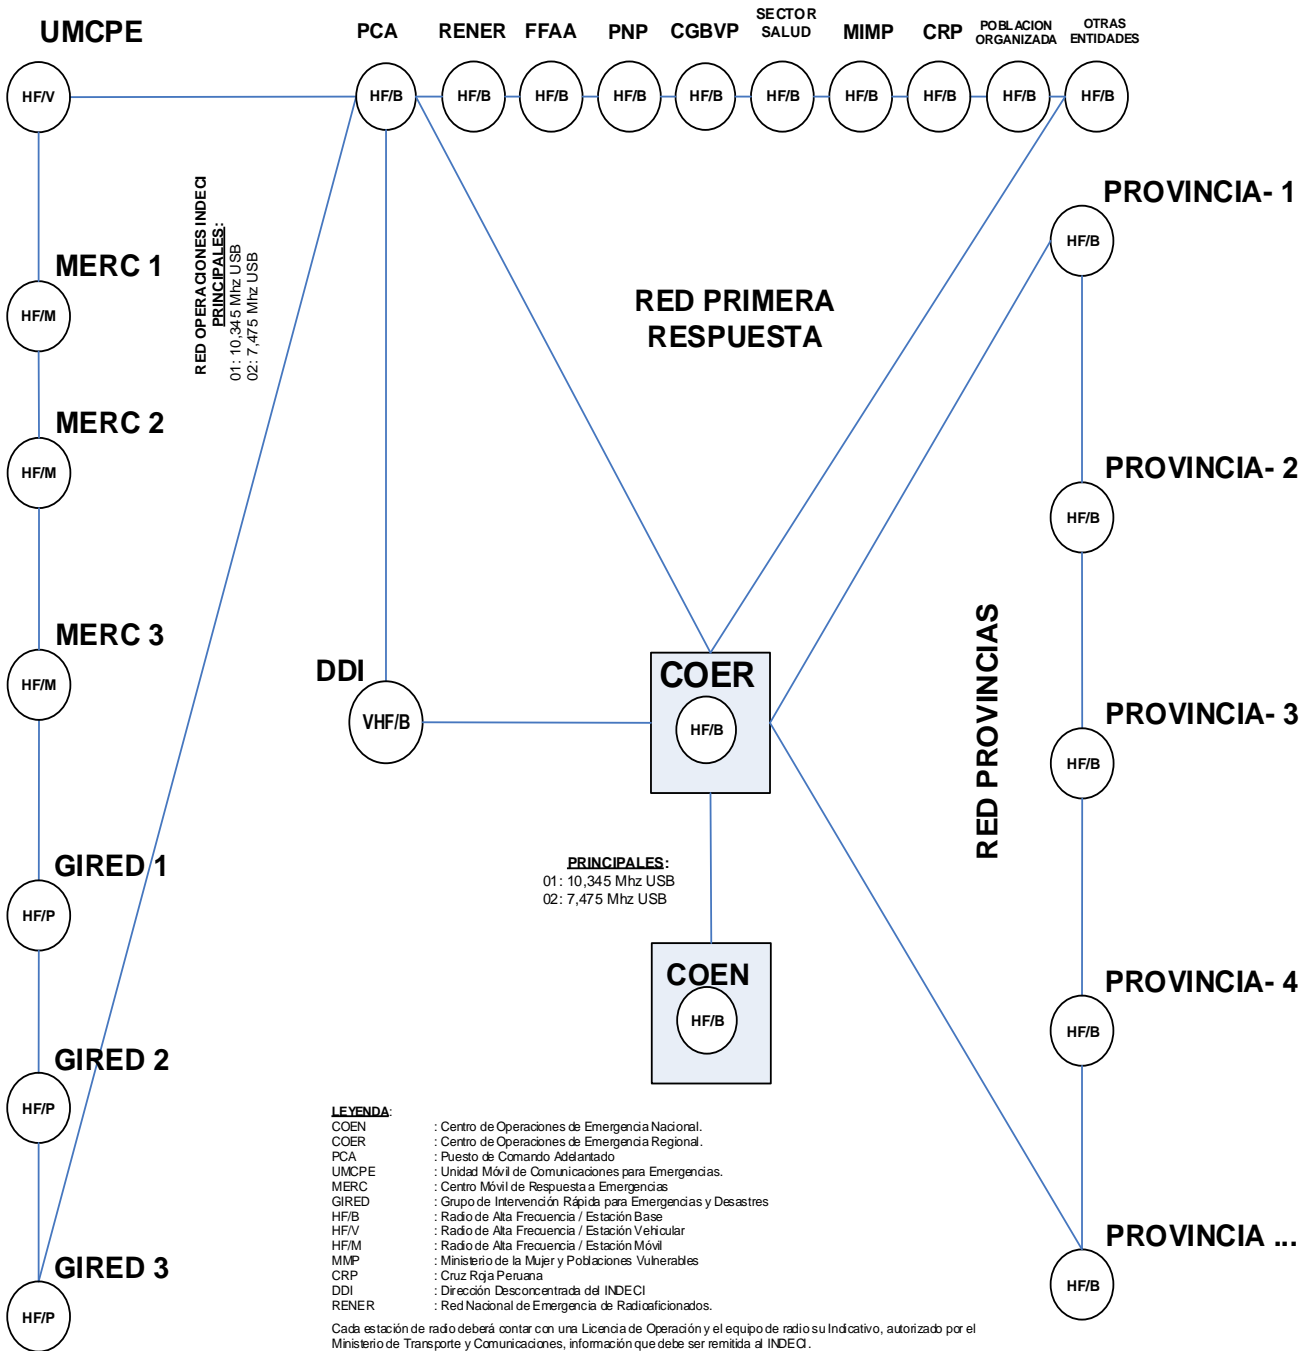 UMCPE
PCA
RENER
FFAA
PNP
CGBVP
SECTOR
SALUD
MIMP
CRP
POBLACION
ORGANIZADA
OTRAS
ENTIDADES
HF/V
HF/B
HF/B
HF/B
HF/B
HF/B
HF/B
HF/B
HF/B
HF/B
HF/B
RED OPERACIONES INDECI
PRINCIPALES:
01: 10,345 Mhz USB
02: 7,475 Mhz USB
MERC 1
HF/M
MERC 2
HF/M
MERC 3
HF/M
GIRED 1
HF/P
GIRED 2
HF/P
GIRED 3
HF/P
RED PRIMERA
RESPUESTA
DDI
VHF/B
COER
HF/B
PRINCIPALES:
01: 10,345 Mhz USB
02: 7,475 Mhz USB
COEN
HF/B
RED PROVINCIAS
PROVINCIA- 1
HF/B
PROVINCIA- 2
HF/B
PROVINCIA- 3
HF/B
PROVINCIA- 4
HF/B
PROVINCIA ...
HF/B
LEYENDA:
COEN : Centro de Operaciones de Emergencia Nacional.
COER : Centro de Operaciones de Emergencia Regional.
PCA : Puesto de Comando Adelantado
UMCPE : Unidad Móvil de Comunicaciones para Emergencias.
MERC : Centro Móvil de Respuesta a Emergencias
GIRED : Grupo de Intervención Rápida para Emergencias y Desastres
HF/B : Radio de Alta Frecuencia / Estación Base
HF/V : Radio de Alta Frecuencia / Estación Vehicular
HF/M : Radio de Alta Frecuencia / Estación Móvil
MMP : Ministerio de la Mujer y Poblaciones Vulnerables
CRP : Cruz Roja Peruana
DDI : Dirección Desconcentrada del INDECI
RENER : Red Nacional de Emergencia de Radioaficionados.
Cada estación de radio deberá contar con una Licencia de Operación y el equipo de radio su Indicativo, autorizado por el
Ministerio de Transporte y Comunicaciones, información que debe ser remitida al INDECI.